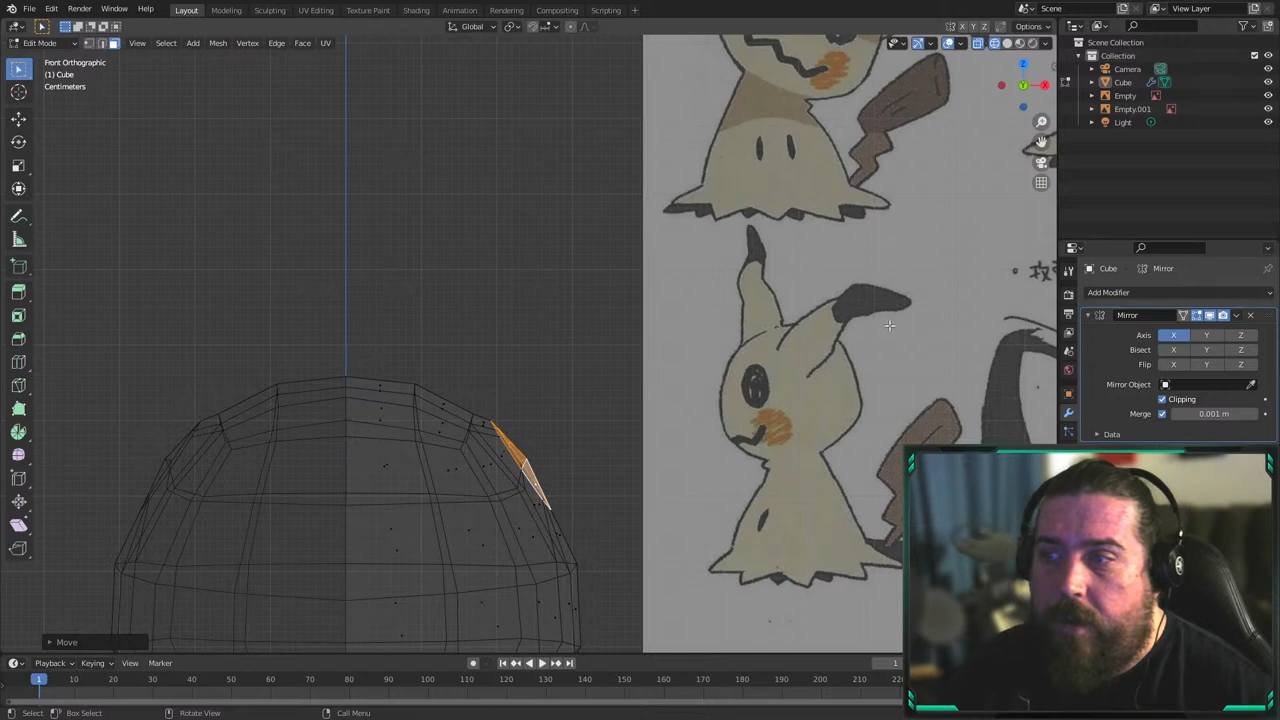 File Edit Render Window Help Layout Modeling Sculpting UV Editing Texture Paint Shading Animation Rendering Compositing Scripting + Scene View Layer
Global Options
Edit Mode View Select Add Mesh Vertex Edge Face UV
X Y Z
Front Orthographic
(1) Cube
Centimeters
Z
Y
X
Scene Collection
Collection
Camera
Cube
Empty
Empty.001
Light
Cube Mirror
Add Modifier
Mirror
Axis X Y Z
Bisect X Y Z
Flip X Y Z
Mirror Object
Clipping
Merge 0.001 m
Data
Move
Playback Keying View Marker 1
1 10 20 30 40 50 60 70 80 90 100 110 120 130 140 150 160 170 180 190 200 210 220
Select Box Select Rotate View Call Menu